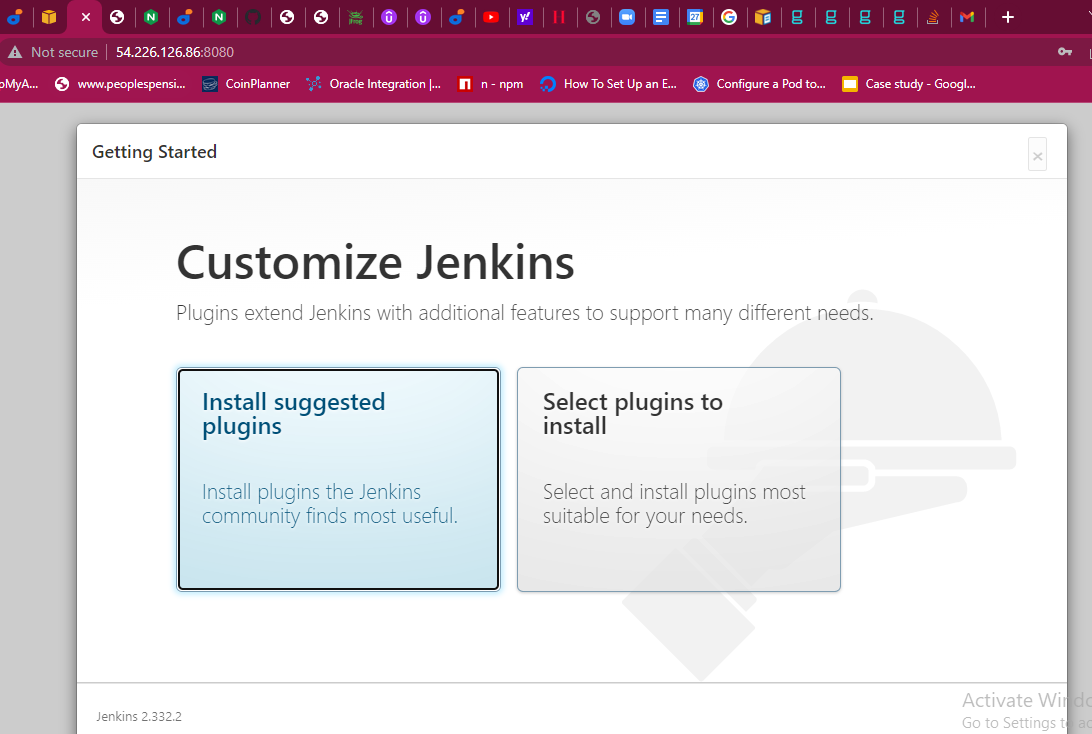 Not secure 54.226.126.86:8080
oMyA... www.peoplespensi... CoinPlanner Oracle Integration |... n - npm How To Set Up an E... Configure a Pod to... Case study - Googl...
Getting Started
×
Customize Jenkins
Plugins extend Jenkins with additional features to support many different needs.
Install suggested
plugins
Install plugins the Jenkins
community finds most useful.
Select plugins to
install
Select and install plugins most
suitable for your needs.
Jenkins 2.332.2
Activate Windo
Go to Settings to ac